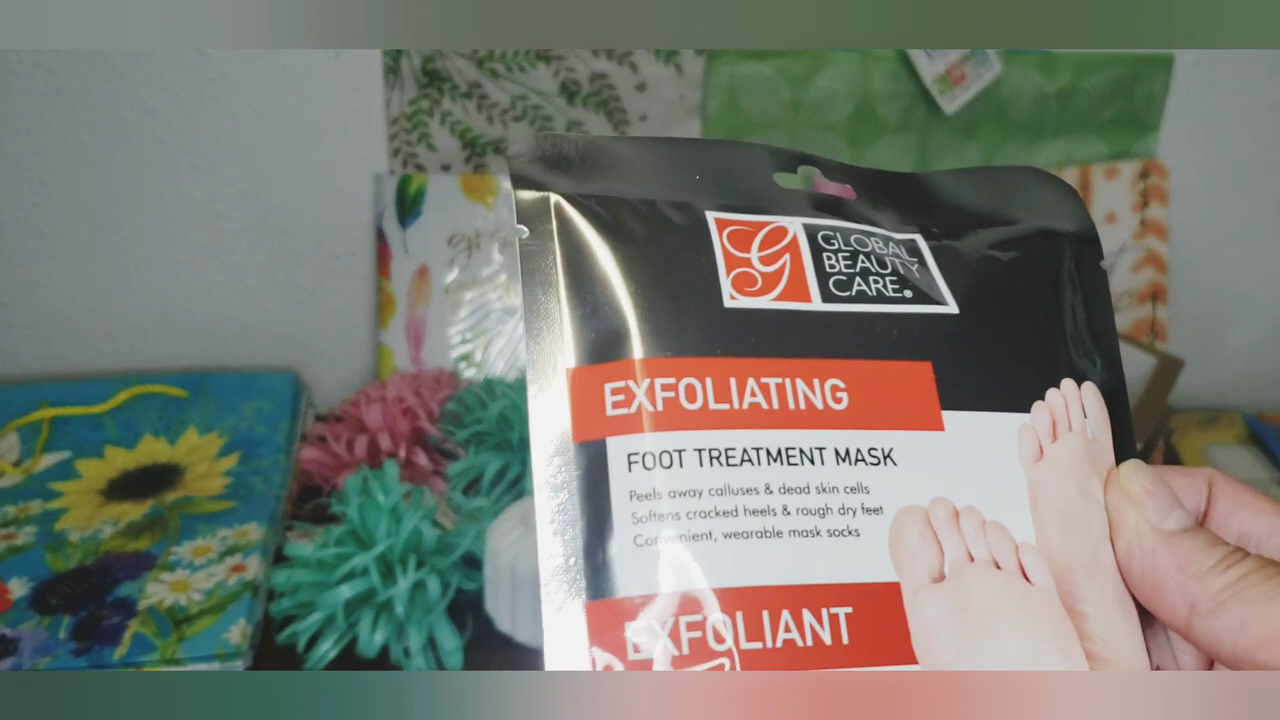 GLOBAL
BEAUTY
CARE®
EXFOLIATING
FOOT TREATMENT MASK
Peels away calluses & dead skin cells
Softens cracked heels & rough dry feet
Convenient, wearable mask socks
EXFOLIANT